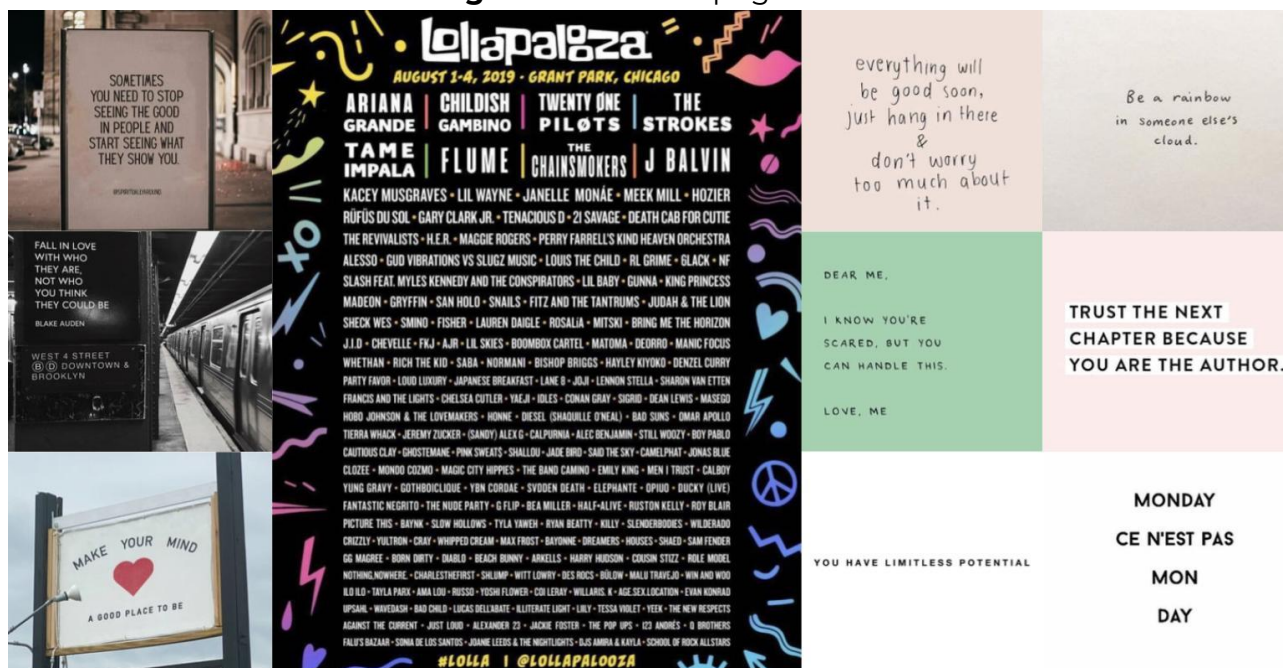 SOMETIMES
YOU NEED TO STOP
SEEING THE GOOD
IN PEOPLE AND
START SEEING WHAT
THEY SHOW YOU.
FALL IN LOVE
WITH WHO
THEY ARE,
NOT WHO
YOU THINK
THEY COULD BE
BLAKE AUDEN
WEST 4 STREET
Ⓑ Ⓓ DOWNTOWN &
BROOKLYN
MAKE YOUR MIND
A GOOD PLACE TO BE
Lollapalooza
AUGUST 1-4, 2019 • GRANT PARK, CHICAGO
ARIANA GRANDE | CHILDISH GAMBINO | TWENTY ØNE PILØTS | THE STROKES
TAME IMPALA | FLUME | THE CHAINSMOKERS | J BALVIN
KACEY MUSGRAVES • LIL WAYNE • JANELLE MONÁE • MEEK MILL • HOZIER
RÜFÜS DU SOL • GARY CLARK JR. • TENACIOUS D • 21 SAVAGE • DEATH CAB FOR CUTIE
THE REVIVALISTS • H.E.R. • MAGGIE ROGERS • PERRY FARRELL'S KIND HEAVEN ORCHESTRA
ALESSO • GUD VIBRATIONS VS SLUGZ MUSIC • LOUIS THE CHILD • RL GRIME • 6LACK • NF
SLASH FEAT. MYLES KENNEDY AND THE CONSPIRATORS • LIL BABY • GUNNA • KING PRINCESS
MADEON • GRYFFIN • SAN HOLO • SNAILS • FITZ AND THE TANTRUMS • JUDAH & THE LION
SHECK WES • SMINO • FISHER • LAUREN DAIGLE • ROSALÍA • MITSKI • BRING ME THE HORIZON
J.I.D • CHEVELLE • FKJ • AJR • LIL SKIES • BOOMBOX CARTEL • MATOMA • DEORRO • MANIC FOCUS
WHETHAN • RICH THE KID • SABA • NORMANI • BISHOP BRIGGS • HAYLEY KIYOKO • DENZEL CURRY
PARTY FAVOR • LOUD LUXURY • JAPANESE BREAKFAST • LANE 8 • JOJI • LENNON STELLA • SHARON VAN ETTEN
FRANCIS AND THE LIGHTS • CHELSEA CUTLER • YAEJI • IDLES • CONAN GRAY • SIGRID • DEAN LEWIS • MASEGO
HOBO JOHNSON & THE LOVEMAKERS • HONNE • DIESEL (SHAQUILLE O'NEAL) • BAD SUNS • OMAR APOLLO
TIERRA WHACK • JEREMY ZUCKER • (SANDY) ALEX G • CALPURNIA • ALEC BENJAMIN • STILL WOOZY • BOY PABLO
CAUTIOUS CLAY • GHOSTEMANE • PINK SWEAT$ • SHALLOU • JADE BIRD • SAID THE SKY • CAMELPHAT • JONAS BLUE
CLOZEE • MONDO COZMO • MAGIC CITY HIPPIES • THE BAND CAMINO • EMILY KING • MEN I TRUST • CALBOY
YUNG GRAVY • GOTHBOICLIQUE • YBN CORDAE • SVDDEN DEATH • ELEPHANTE • OPIUO • DUCKY (LIVE)
FANTASTIC NEGRITO • THE NUDE PARTY • G FLIP • BEA MILLER • HALF•ALIVE • RUSTON KELLY • ROY BLAIR
PICTURE THIS • BAYNK • SLOW HOLLOWS • TYLA YAWEH • RYAN BEATTY • KILLY • SLENDERBODIES • WILDERADO
CRIZZLY • YULTRON • CRAY • WHIPPED CREAM • MAX FROST • BAYONNE • DREAMERS • HOUSES • SHAED • SAM FENDER
GG MAGREE • BORN DIRTY • DIABLO • BEACH BUNNY • ARKELLS • HARRY HUDSON • COUSIN STIZZ • ROLE MODEL
NOTHING,NOWHERE. • CHARLESTHEFIRST • SHLUMP • WITT LOWRY • DES ROCS • BÜLOW • MALU TRAVEJO • WIN AND WOO
ILO ILO • TAYLA PARX • AMA LOU • RUSSO • YOSHI FLOWER • COI LERAY • WILLARIS. K • AGE.SEX.LOCATION • EVAN KONRAD
UPSAHL • WAVEDASH • BAD CHILD • LUCAS DELL'ABATE • ILLITERATE LIGHT • LIILY • TESSA VIOLET • YEEK • THE NEW RESPECTS
AGAINST THE CURRENT • JUST LOUD • ALEXANDER 23 • JACKIE FOSTER • THE POP UPS • 123 ANDRÉS • Q BROTHERS
FALU'S BAZAAR • SONIA DE LOS SANTOS • JOANIE LEEDS & THE NIGHTLIGHTS • DJS AMIRA & KAYLA • SCHOOL OF ROCK ALLSTARS
#LOLLA | @LOLLAPALOOZA
everything will
be good soon,
just hang in there
&
don't worry
too much about
it.
Be a rainbow
in someone else's
cloud.
DEAR ME,
I KNOW YOU'RE
SCARED, BUT YOU
CAN HANDLE THIS.
LOVE, ME
TRUST THE NEXT
CHAPTER BECAUSE
YOU ARE THE AUTHOR.
YOU HAVE LIMITLESS POTENTIAL
MONDAY
CE N'EST PAS
MON
DAY